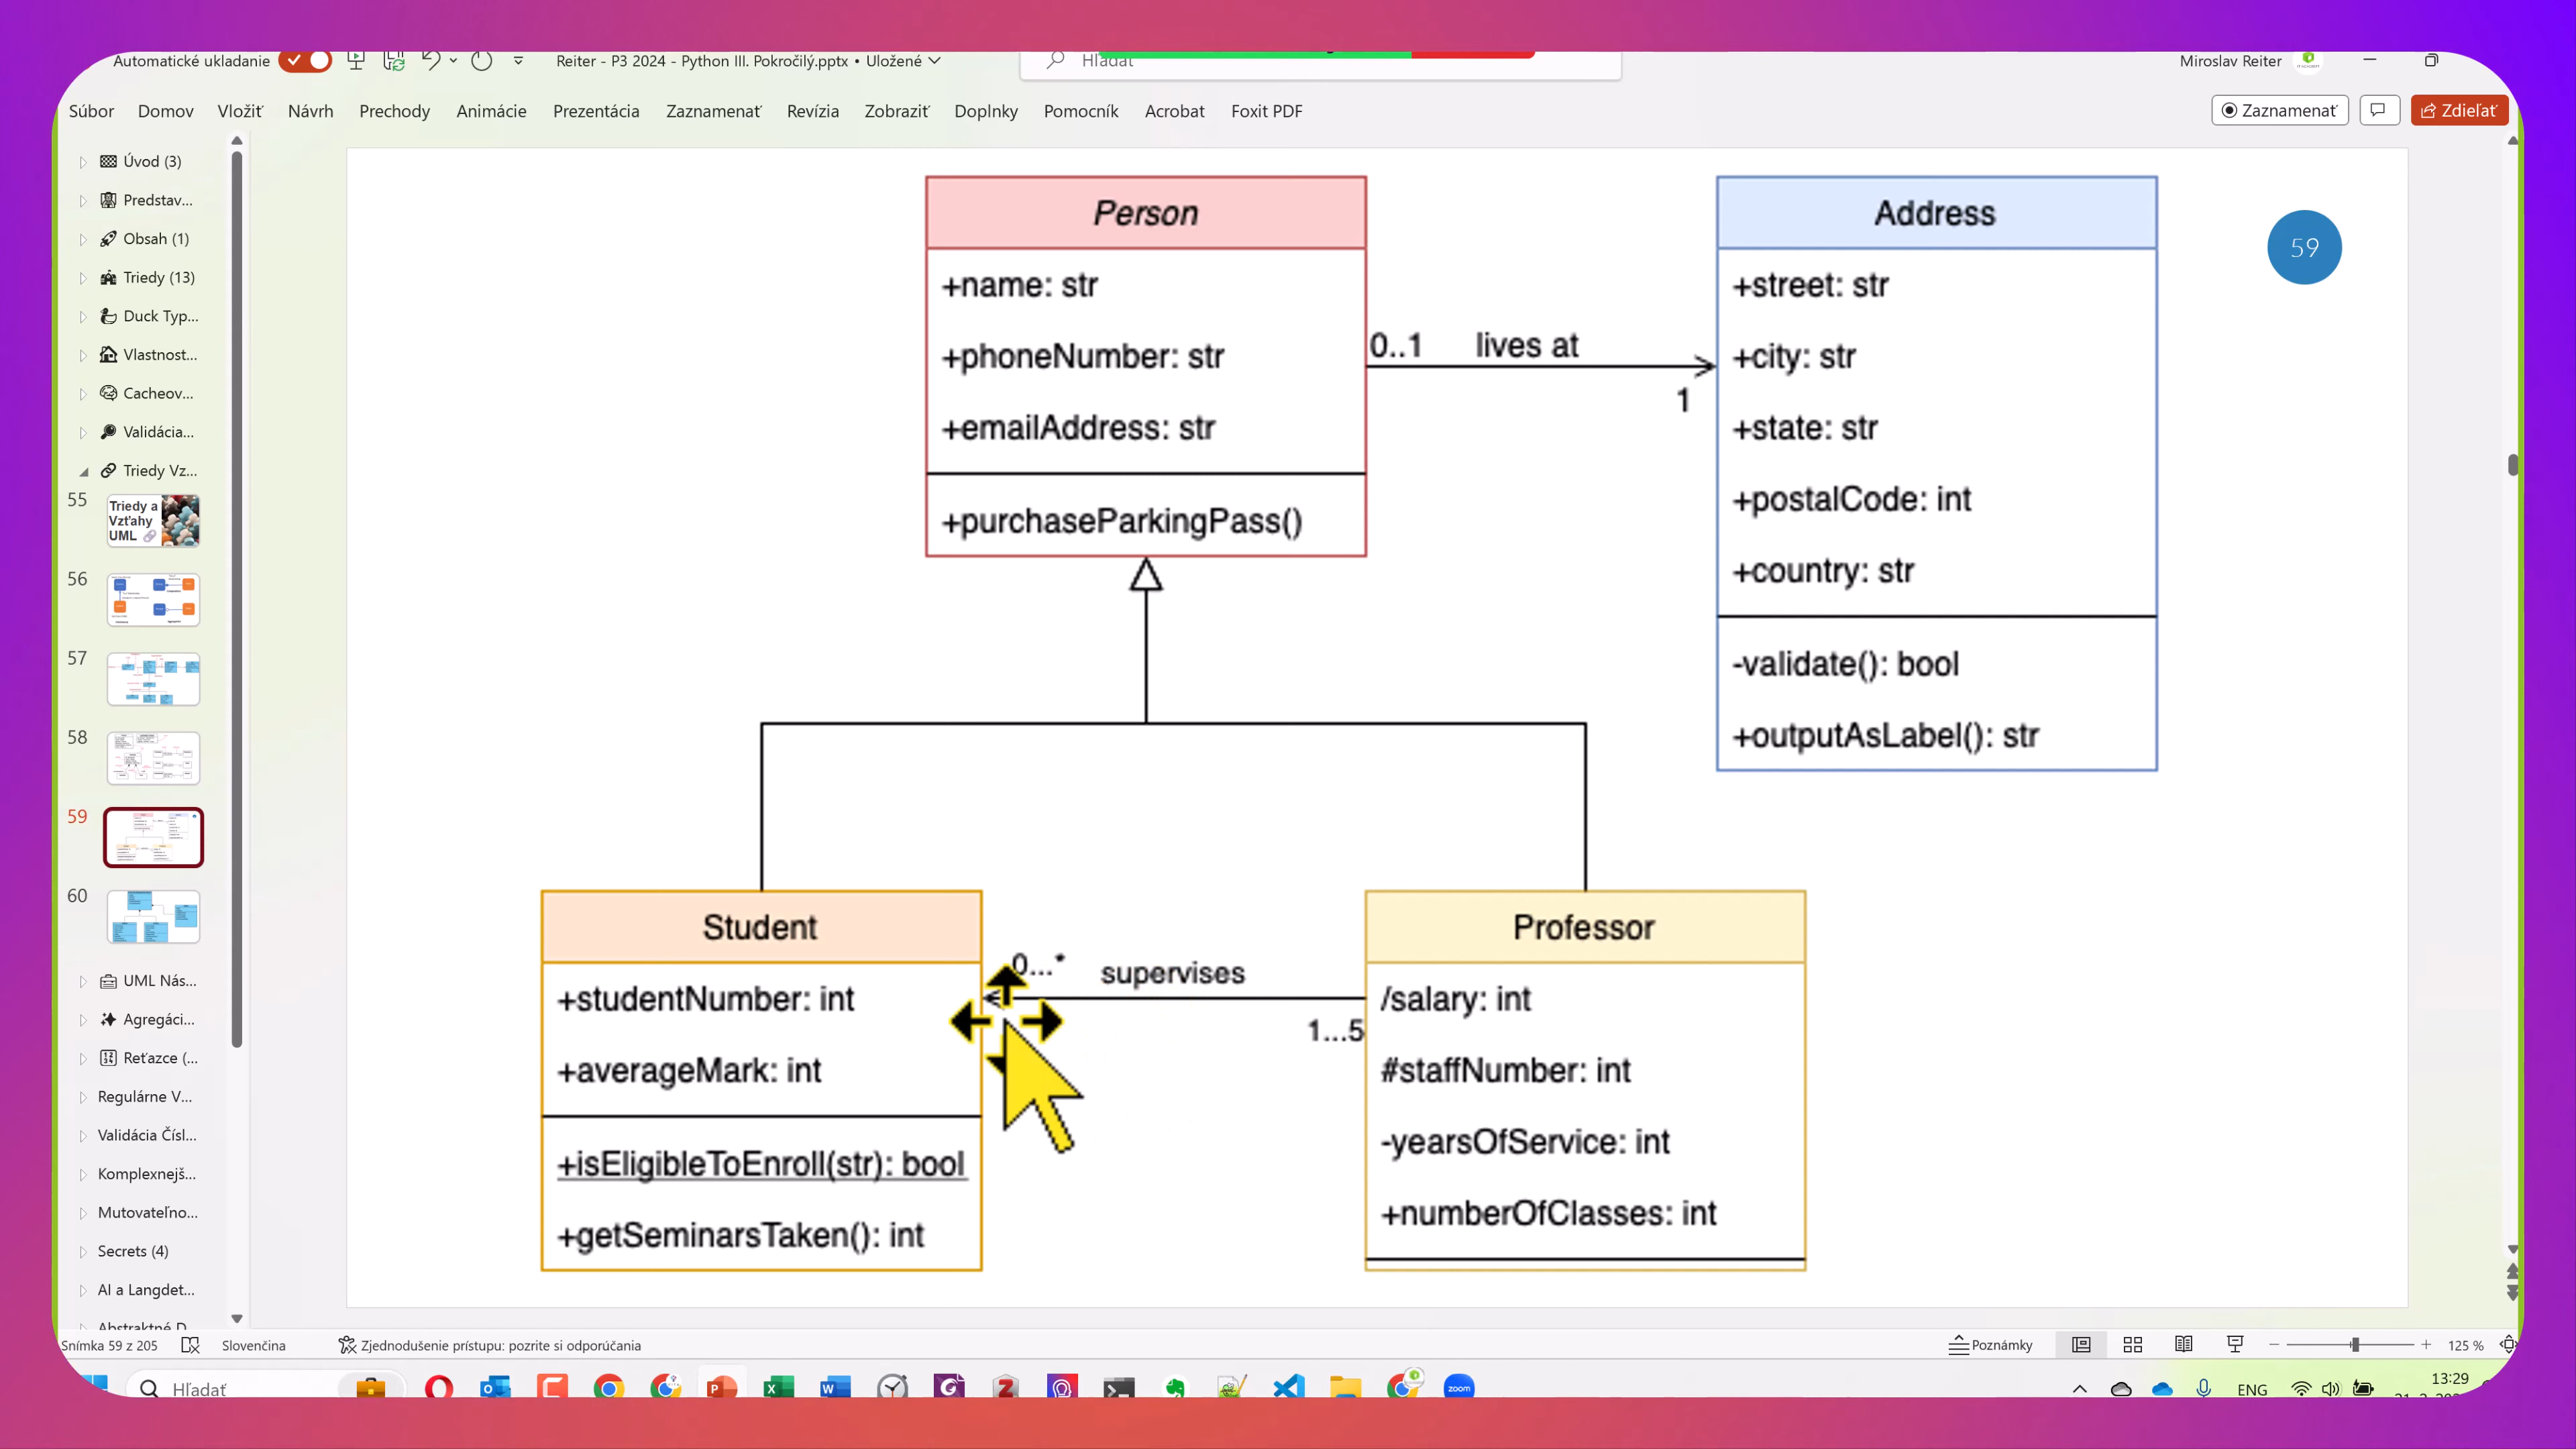 Automatické ukladanie
Reiter - P3 2024 - Python III. Pokročilý.pptx • Uložené
Hľadať
Miroslav Reiter
Súbor Domov Vložiť Návrh Prechody Animácie Prezentácia Zaznamenať Revízia Zobraziť Doplnky Pomocník Acrobat Foxit PDF
Zaznamenať
Zdieľať
Úvod (3)
Predstav...
Obsah (1)
Triedy (13)
Duck Typ...
Vlastnost...
Cacheov...
Validácia...
Triedy Vz...
55
Triedy a
Vzťahy
UML
56
57
58
59
60
UML Nás...
Agregáci...
Reťazce (...
Regulárne V...
Validácia Čísl...
Komplexnejš...
Mutovateľno...
Secrets (4)
AI a Langdet...
Abstraktné D...
Person
+name: str
+phoneNumber: str
+emailAddress: str
+purchaseParkingPass()
0..1 lives at
1
Address
+street: str
+city: str
+state: str
+postalCode: int
+country: str
-validate(): bool
+outputAsLabel(): str
59
Student
+studentNumber: int
+averageMark: int
+isEligibleToEnroll(str): bool
+getSeminarsTaken(): int
0...* supervises
1...5
Professor
/salary: int
#staffNumber: int
-yearsOfService: int
+numberOfClasses: int
Snímka 59 z 205
Slovenčina
Zjednodušenie prístupu: pozrite si odporúčania
Poznámky
125 %
Hľadať
zoom
ENG
13:29